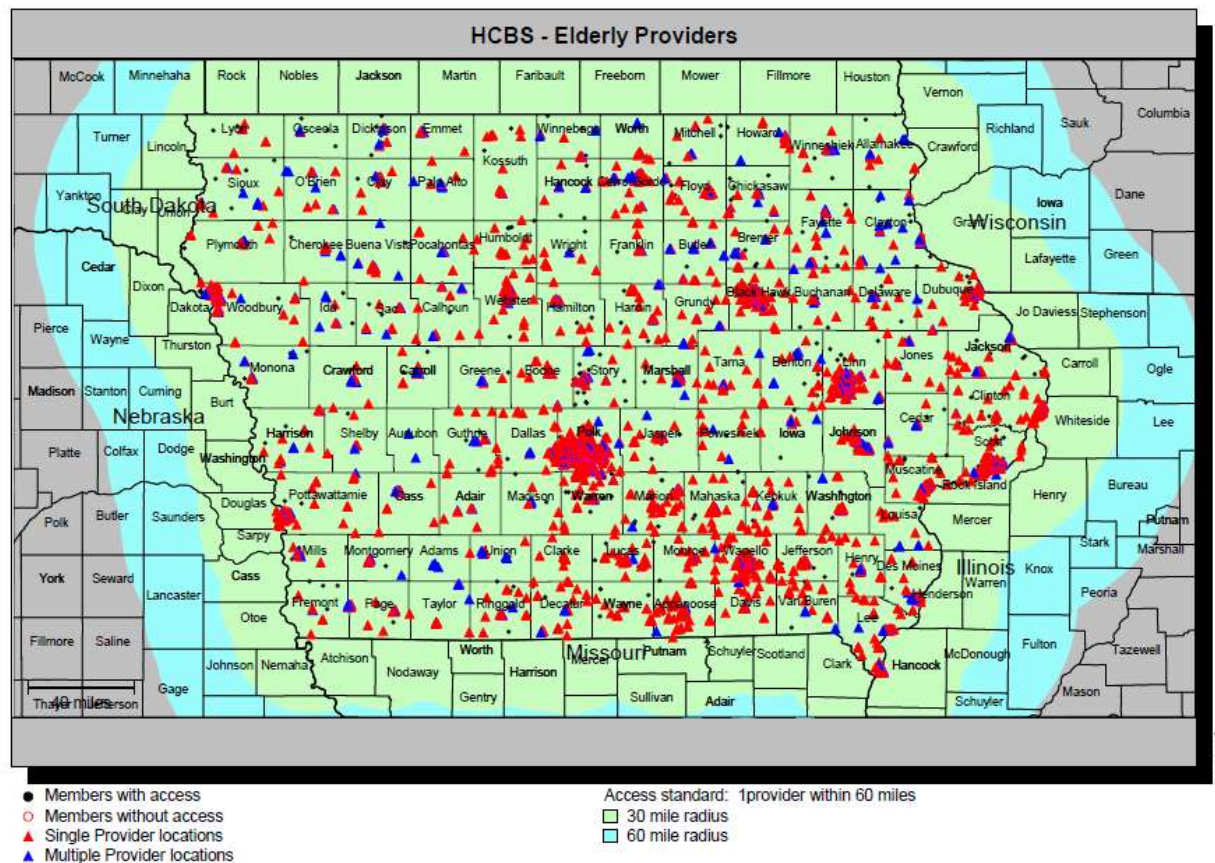 HCBS - Elderly Providers
McCook Minnehaha Rock Nobles Jackson Martin Faribault Freeborn Mower Fillmore Houston
Vernon
Columbia
Turner Lincoln Lyon Osceola Dickinson Emmet Winnebago Worth Mitchell Howard Winneshiek Allamakee Richland Sauk
Crawford
Kossuth
Yankton Clay Union Sioux O'Brien Clay Palo Alto Hancock Cerro Gordo Floyd Chickasaw Dane
South Dakota Iowa
Fayette Clayton Grant Wisconsin
Plymouth Cherokee Buena Vista Pocahontas Humboldt Wright Franklin Butler Bremer
Cedar Lafayette Green
Dixon
Dakota Woodbury Ida Sac Calhoun Webster Hamilton Hardin Grundy Black Hawk Buchanan Delaware Dubuque
Pierce Jo Daviess Stephenson
Wayne Thurston
Monona Crawford Carroll Greene Boone Story Marshall Tama Benton Linn Jones Jackson Carroll Ogle
Madison Stanton Cuming
Nebraska Burt Clinton
Cedar Whiteside Lee
Harrison Shelby Audubon Guthrie Dallas Polk Jasper Poweshiek Iowa Johnson Scott
Platte Colfax Dodge Washington
Muscatine
Rock Island Henry Bureau
Pottawattamie Cass Adair Madison Warren Marion Mahaska Keokuk Washington
Douglas Louisa Mercer Putnam
Polk Butler Saunders
Sarpy Stark Marshall
Mills Montgomery Adams Union Clarke Lucas Monroe Wapello Jefferson Henry Des Moines Illinois Knox
York Seward Cass Warren
Lancaster Peoria
Otoe Fremont Page Taylor Ringgold Decatur Wayne Appanoose Davis Van Buren Lee Henderson
Fillmore Saline Fulton Tazewell
Johnson Nemaha Atchison Nodaway Worth Harrison Mercer Missouri Putnam Schuyler Scotland Clark Hancock McDonough
Gage Gentry Sullivan Adair Schuyler Mason
Thayer Jefferson
40 miles
Members with access
Members without access
Single Provider locations
Multiple Provider locations
Access standard: 1provider within 60 miles
30 mile radius
60 mile radius